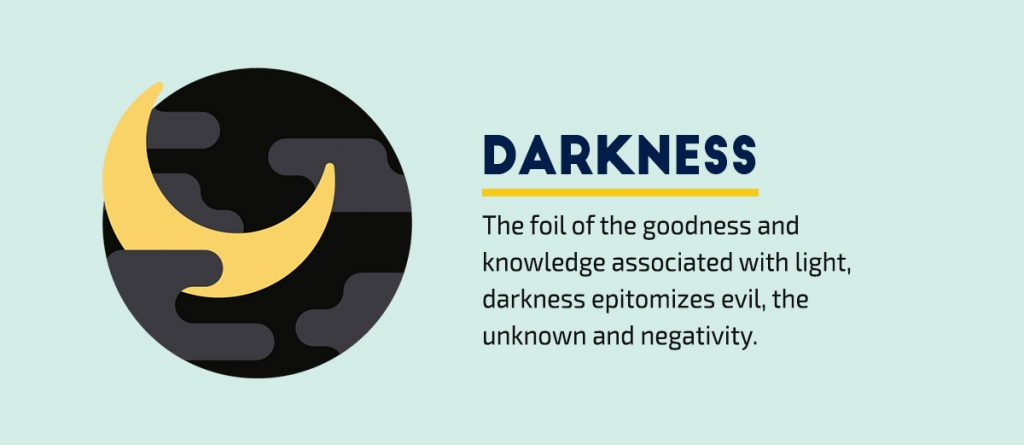 DARKNESS
The foil of the goodness and
knowledge associated with light,
darkness epitomizes evil, the
unknown and negativity.